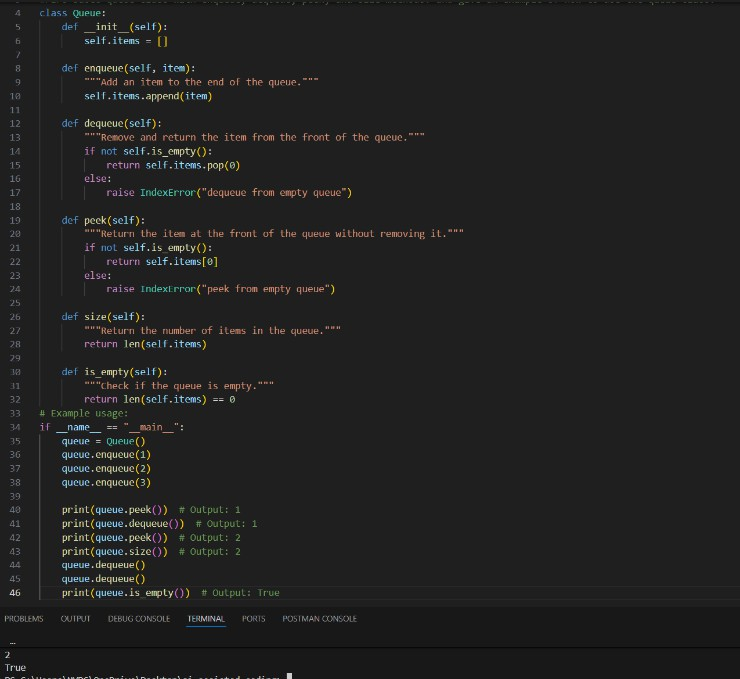 4 class Queue:
5     def __init__(self):
6         self.items = []
7
8     def enqueue(self, item):
9         """Add an item to the end of the queue."""
10         self.items.append(item)
11
12     def dequeue(self):
13         """Remove and return the item from the front of the queue."""
14         if not self.is_empty():
15             return self.items.pop(0)
16         else:
17             raise IndexError("dequeue from empty queue")
18
19     def peek(self):
20         """Return the item at the front of the queue without removing it."""
21         if not self.is_empty():
22             return self.items[0]
23         else:
24             raise IndexError("peek from empty queue")
25
26     def size(self):
27         """Return the number of items in the queue."""
28         return len(self.items)
29
30     def is_empty(self):
31         """Check if the queue is empty."""
32         return len(self.items) == 0
33 # Example usage:
34 if __name__ == "__main__":
35     queue = Queue()
36     queue.enqueue(1)
37     queue.enqueue(2)
38     queue.enqueue(3)
39
40     print(queue.peek())  # Output: 1
41     print(queue.dequeue())  # Output: 1
42     print(queue.peek())  # Output: 2
43     print(queue.size())  # Output: 2
44     queue.dequeue()
45     queue.dequeue()
46     print(queue.is_empty())  # Output: True
PROBLEMS OUTPUT DEBUG CONSOLE TERMINAL PORTS POSTMAN CONSOLE
2
True